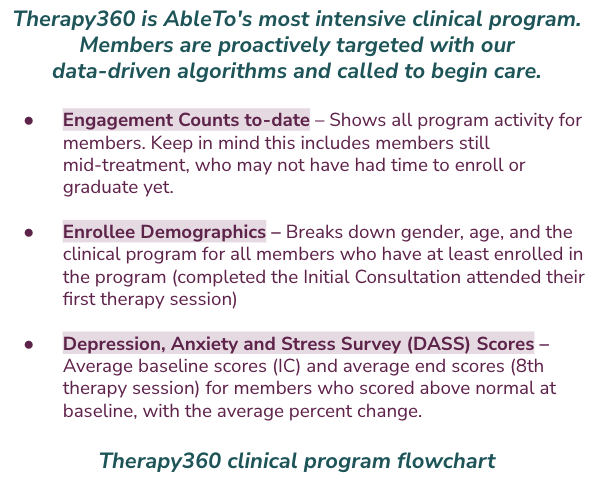 Therapy360 is AbleTo's most intensive clinical program.
Members are proactively targeted with our
data-driven algorithms and called to begin care.
● Engagement Counts to-date – Shows all program activity for
members. Keep in mind this includes members still
mid-treatment, who may not have had time to enroll or
graduate yet.
● Enrollee Demographics – Breaks down gender, age, and the
clinical program for all members who have at least enrolled in
the program (completed the Initial Consultation attended their
first therapy session)
● Depression, Anxiety and Stress Survey (DASS) Scores –
Average baseline scores (IC) and average end scores (8th
therapy session) for members who scored above normal at
baseline, with the average percent change.
Therapy360 clinical program flowchart